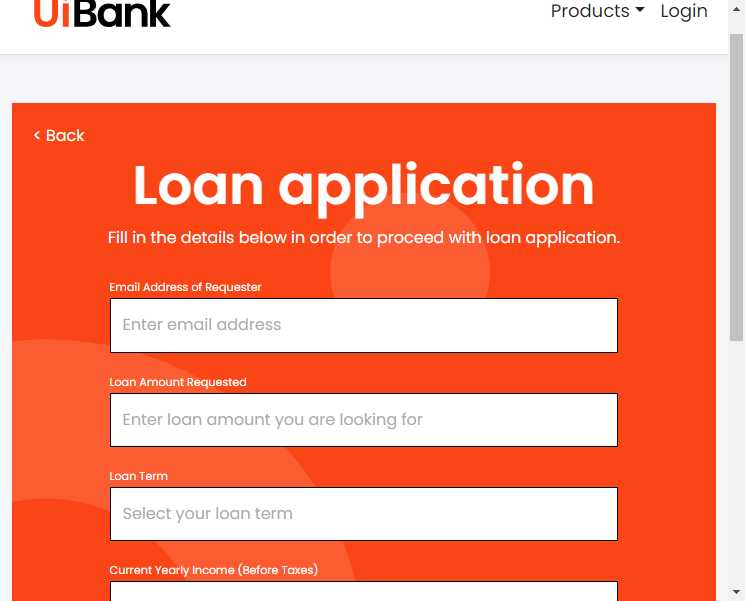 UiBank
Products Login
< Back
Loan application
Fill in the details below in order to proceed with loan application.
Email Address of Requester
Enter email address
Loan Amount Requested
Enter loan amount you are looking for
Loan Term
Select your loan term
Current Yearly Income (Before Taxes)